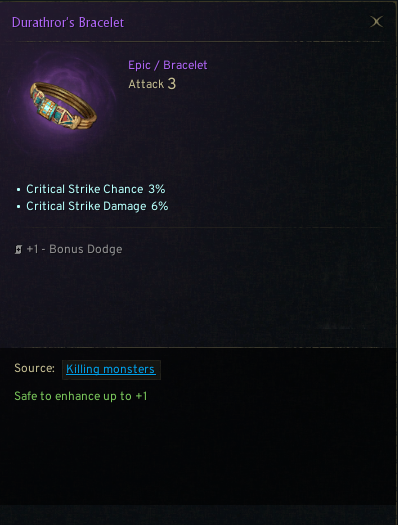 Durathror's Bracelet
Epic / Bracelet
Attack 3
• Critical Strike Chance 3%
• Critical Strike Damage 6%
+1 - Bonus Dodge
Source: Killing monsters
Safe to enhance up to +1